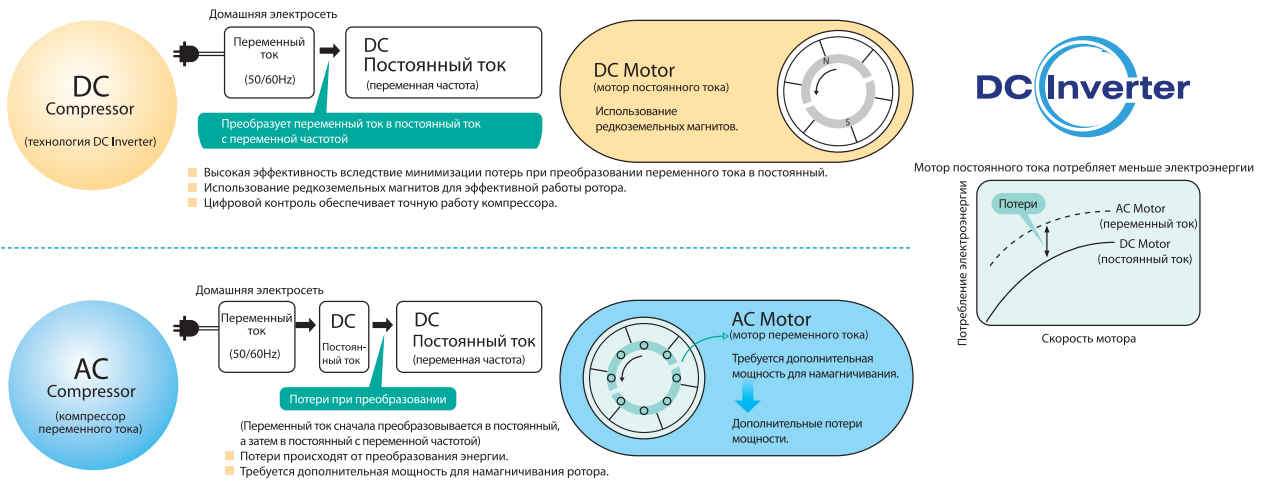 DC
Compressor
(технология DC Inverter)
Домашняя электросеть
Переменный
ток
(50/60Hz)
DC
Постоянный ток
(переменная частота)
Преобразует переменный ток в постоянный ток
с переменной частотой
DC Motor
(мотор постоянного тока)
Использование
редкоземельных магнитов.
N
S
Высокая эффективность вследствие минимизации потерь при преобразовании переменного тока в постоянный.
Использование редкоземельных магнитов для эффективной работы ротора.
Цифровой контроль обеспечивает точную работу компрессора.
DC Inverter
Мотор постоянного тока потребляет меньше электроэнергии
Потребление электроэнергии
Потери
AC Motor
(переменный ток)
DC Motor
(постоянный ток)
Скорость мотора
AC
Compressor
(компрессор
переменного тока)
Домашняя электросеть
Переменный
ток
(50/60Hz)
DC
Постоян-
ный ток
DC
Постоянный ток
(переменная частота)
Потери при преобразовании
(Переменный ток сначала преобразовывается в постоянный,
а затем в постоянный с переменной частотой)
Потери происходят от преобразования энергии.
Требуется дополнительная мощность для намагничивания ротора.
AC Motor
(мотор переменного тока)
Требуется дополнительная
мощность для намагничивания.
Дополнительные потери
мощности.